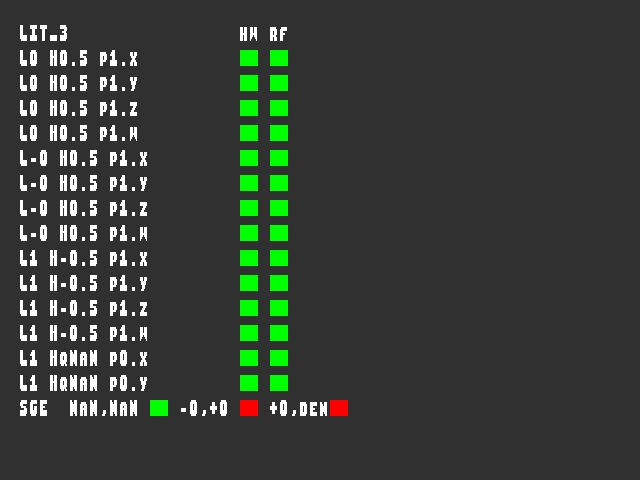 LIT_3 HW RF
L0 H0.5 p1.x
L0 H0.5 p1.y
L0 H0.5 p1.z
L0 H0.5 p1.w
L-0 H0.5 p1.x
L-0 H0.5 p1.y
L-0 H0.5 p1.z
L-0 H0.5 p1.w
L1 H-0.5 p1.x
L1 H-0.5 p1.y
L1 H-0.5 p1.z
L1 H-0.5 p1.w
L1 HqNaN p0.x
L1 HqNaN p0.y
SGE NaN,NaN -0,+0 +0,DEN